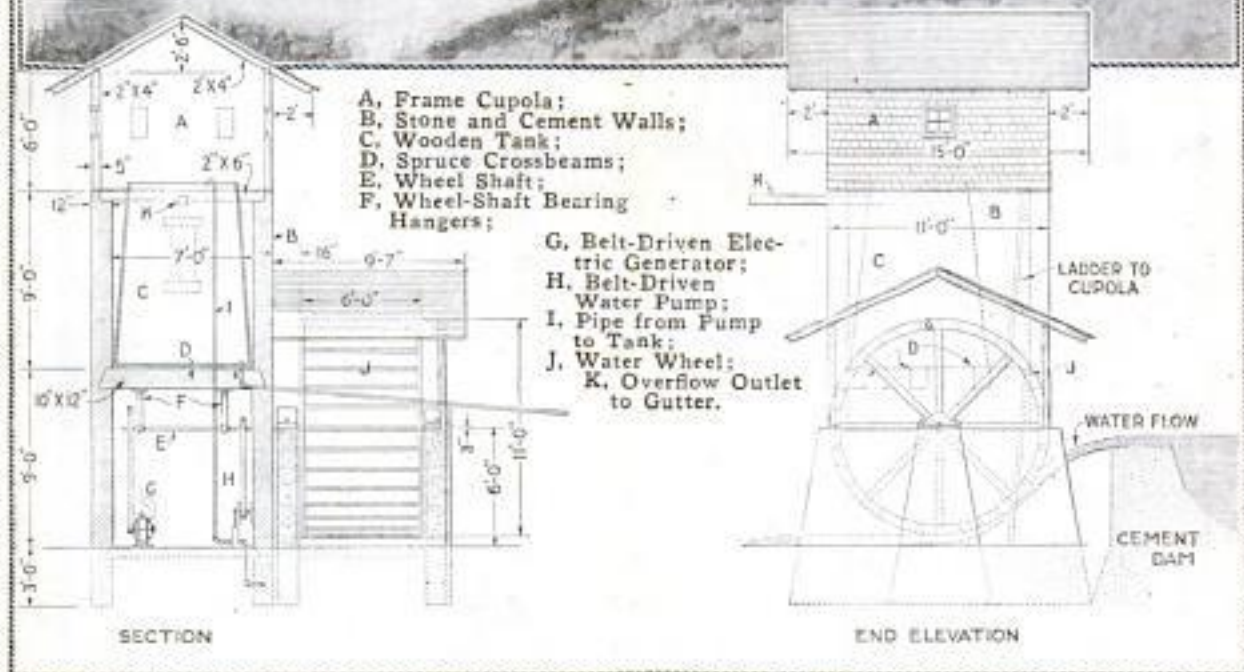 2'-6"
2"X4"
2"X4"
A
2'
6'-0"
5"
2"X6"
12"
K
B
16"
9'-7"
7'-0"
6'-0"
9'-0"
C
I
D
J
10"X12"
F
E
8"
6'-0"
11'-0"
9'-0"
G
H
3'-0"
SECTION
A, Frame Cupola;
B, Stone and Cement Walls;
C, Wooden Tank;
D, Spruce Crossbeams;
E, Wheel Shaft;
F, Wheel-Shaft Bearing
Hangers;
G, Belt-Driven Elec-
tric Generator;
H, Belt-Driven
Water Pump;
I, Pipe from Pump
to Tank;
J, Water Wheel;
K, Overflow Outlet
to Gutter.
2'
A
2'
15'-0"
K
B
11'-0"
C
LADDER TO
CUPOLA
D
J
WATER FLOW
CEMENT
DAM
END ELEVATION